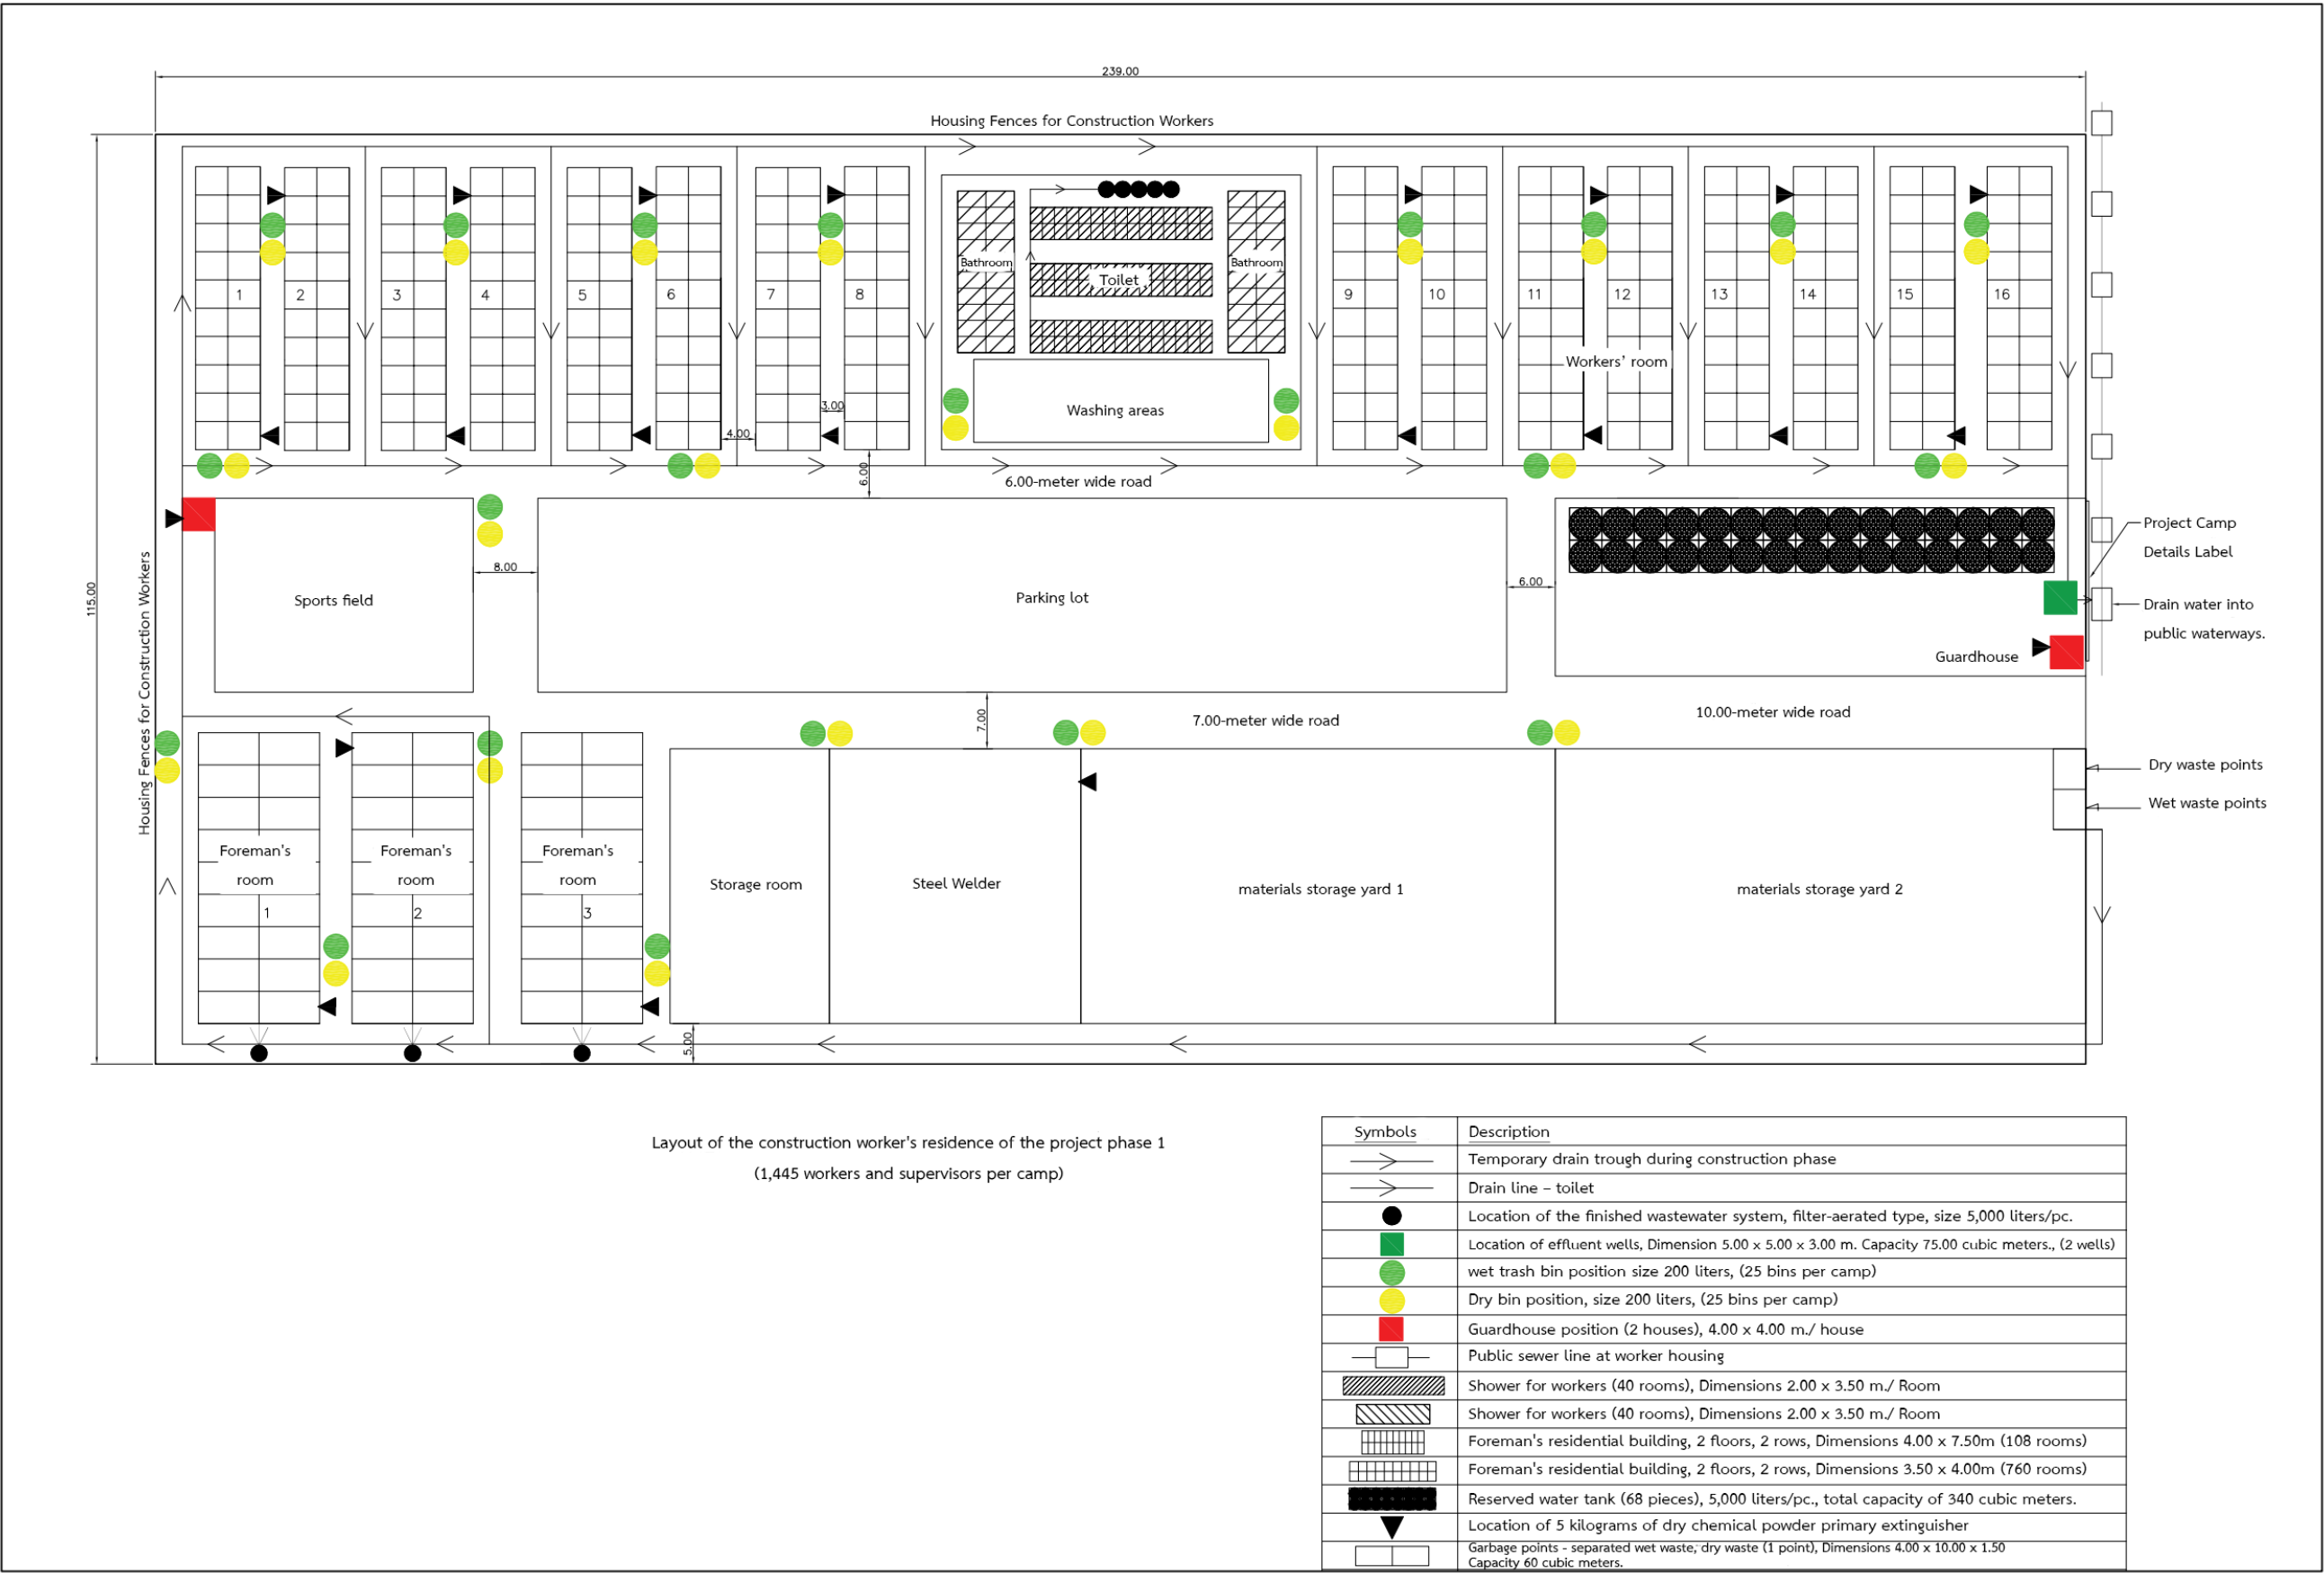 239.00
Housing Fences for Construction Workers
Bathroom
Toilet
Bathroom
1
2
3
4
5
6
7
8
9
10
11
12
13
14
15
16
Workers' room
3.00
Washing areas
4.00
6.00
6.00-meter wide road
Housing Fences for Construction Workers
115.00
Sports field
8.00
Parking lot
6.00
Project Camp
Details Label
Drain water into
public waterways.
Guardhouse
7.00
7.00-meter wide road
10.00-meter wide road
Dry waste points
Wet waste points
Foreman's
room
1
Foreman's
room
2
Foreman's
room
3
Storage room
Steel Welder
materials storage yard 1
materials storage yard 2
5.00
Layout of the construction worker's residence of the project phase 1
(1,445 workers and supervisors per camp)
Symbols Description
Temporary drain trough during construction phase
Drain line – toilet
Location of the finished wastewater system, filter-aerated type, size 5,000 liters/pc.
Location of effluent wells, Dimension 5.00 x 5.00 x 3.00 m. Capacity 75.00 cubic meters., (2 wells)
wet trash bin position size 200 liters, (25 bins per camp)
Dry bin position, size 200 liters, (25 bins per camp)
Guardhouse position (2 houses), 4.00 x 4.00 m./ house
Public sewer line at worker housing
Shower for workers (40 rooms), Dimensions 2.00 x 3.50 m./ Room
Shower for workers (40 rooms), Dimensions 2.00 x 3.50 m./ Room
Foreman's residential building, 2 floors, 2 rows, Dimensions 4.00 x 7.50m (108 rooms)
Foreman's residential building, 2 floors, 2 rows, Dimensions 3.50 x 4.00m (760 rooms)
Reserved water tank (68 pieces), 5,000 liters/pc., total capacity of 340 cubic meters.
Location of 5 kilograms of dry chemical powder primary extinguisher
Garbage points - separated wet waste, dry waste (1 point), Dimensions 4.00 x 10.00 x 1.50
Capacity 60 cubic meters.